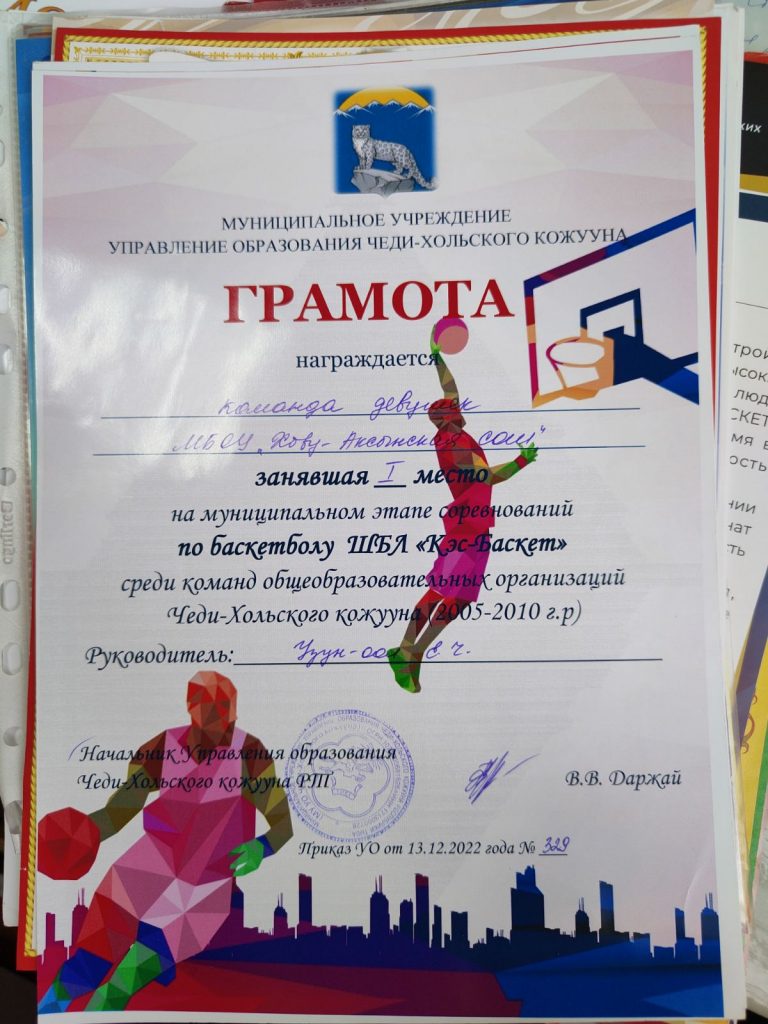 МУНИЦИПАЛЬНОЕ УЧРЕЖДЕНИЕ
УПРАВЛЕНИЕ ОБРАЗОВАНИЯ ЧЕДИ-ХОЛЬСКОГО КОЖУУНА
ГРАМОТА
награждается
команда девушек
МБОУ „Хову-Аксынская СОШ"
занявшая I место
на муниципальном этапе соревнований
по баскетболу ШБЛ «Кэс-Баскет»
среди команд общеобразовательных организаций
Чеди-Хольского кожууна (2005-2010 г.р)
Руководитель: Узун-оол Е.Ч.
Начальник Управления образования
Чеди-Хольского кожууна РТ
В.В. Даржай
Приказ УО от 13.12.2022 года № 329